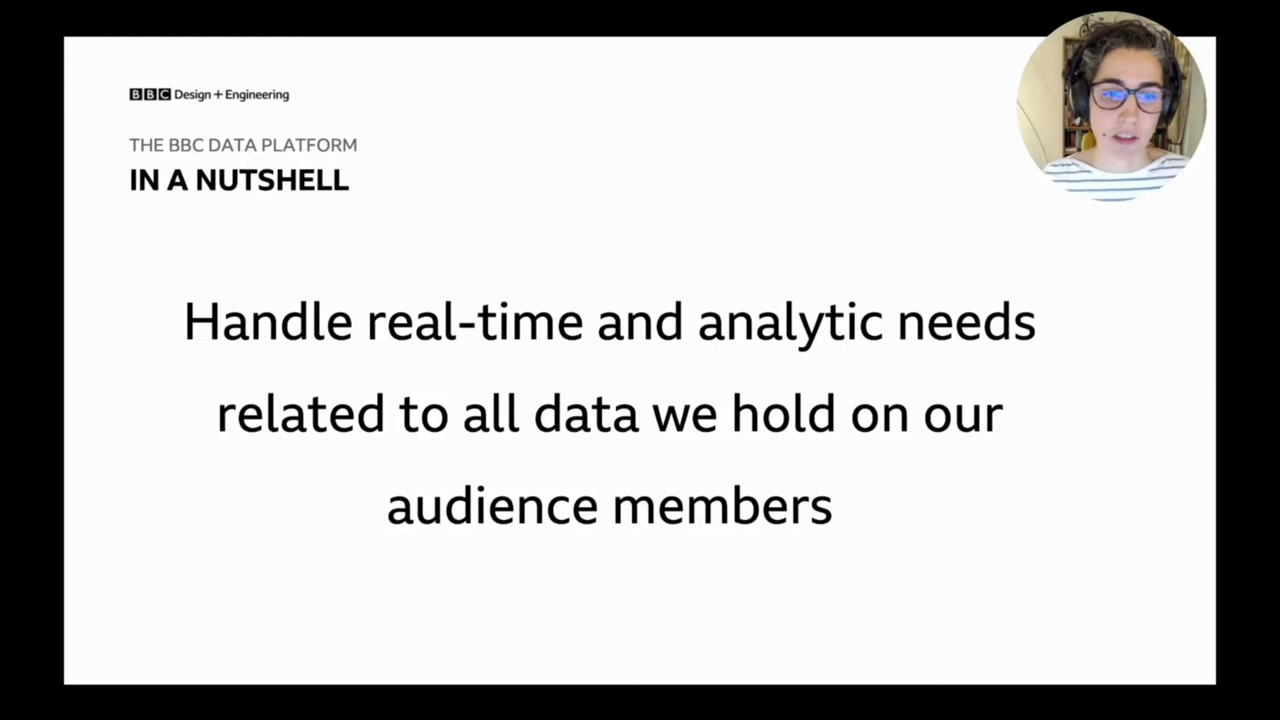 BBC Design + Engineering
THE BBC DATA PLATFORM
IN A NUTSHELL
Handle real-time and analytic needs
related to all data we hold on our
audience members